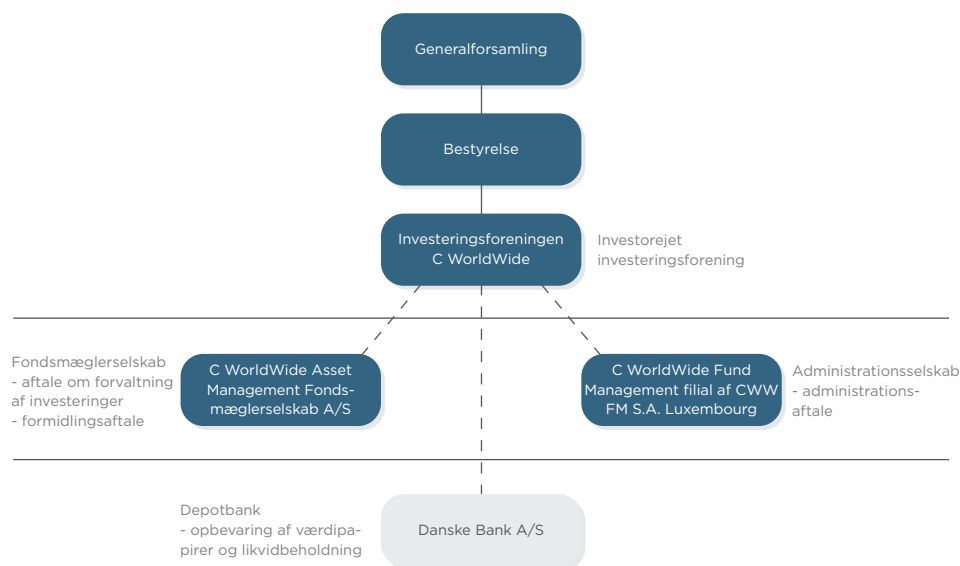 Generalforsamling
Bestyrelse
Investeringsforeningen
C WorldWide
Investorejet
investeringsforening
Fondsmæglerselskab
- aftale om forvaltning
af investeringer
- formidlingsaftale
C WorldWide Asset
Management Fonds-
mæglerselskab A/S
C WorldWide Fund
Management filial af CWW
FM S.A. Luxembourg
Administrationsselskab
- administrations-
aftale
Depotbank
- opbevaring af værdipa-
pirer og likvidbeholdning
Danske Bank A/S